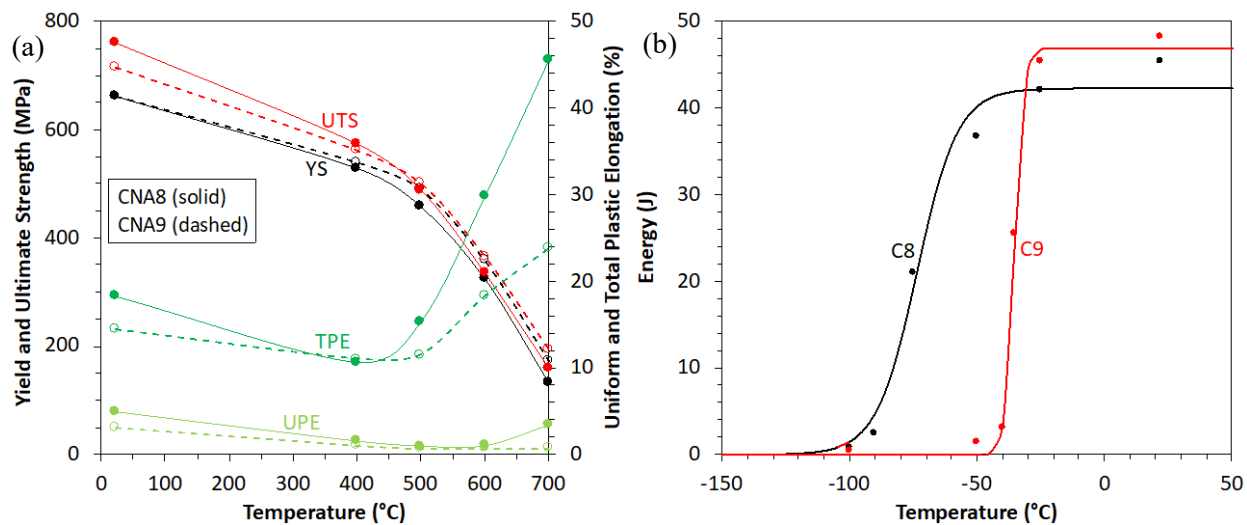 (a)
Yield and Ultimate Strength (MPa)
800
600
400
200
0
UTS
YS
CNA8 (solid)
CNA9 (dashed)
TPE
UPE
50
40
30
20
10
0
Uniform and Total Plastic Elongation (%)
0 100 200 300 400 500 600 700
Temperature (°C)
(b)
Energy (J)
50
40
30
20
10
0
C8
C9
-150 -100 -50 0 50
Temperature (°C)